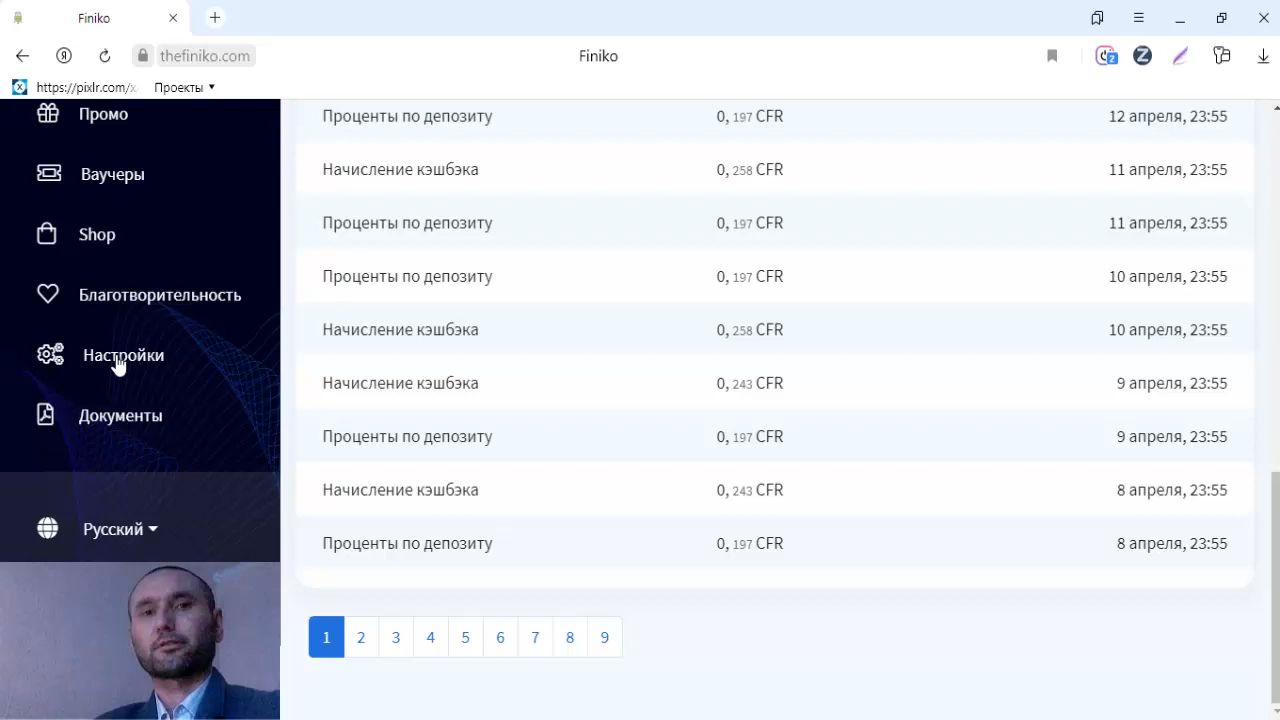 Finiko
thefiniko.com
Finiko
2
Z
https://pixlr.com/x
Проекты
Промо
Ваучеры
Shop
Благотворительность
Настройки
Документы
Русский
Проценты по депозиту 0, 197 CFR 12 апреля, 23:55
Начисление кэшбэка 0, 258 CFR 11 апреля, 23:55
Проценты по депозиту 0, 197 CFR 11 апреля, 23:55
Проценты по депозиту 0, 197 CFR 10 апреля, 23:55
Начисление кэшбэка 0, 258 CFR 10 апреля, 23:55
Начисление кэшбэка 0, 243 CFR 9 апреля, 23:55
Проценты по депозиту 0, 197 CFR 9 апреля, 23:55
Начисление кэшбэка 0, 243 CFR 8 апреля, 23:55
Проценты по депозиту 0, 197 CFR 8 апреля, 23:55
1 2 3 4 5 6 7 8 9